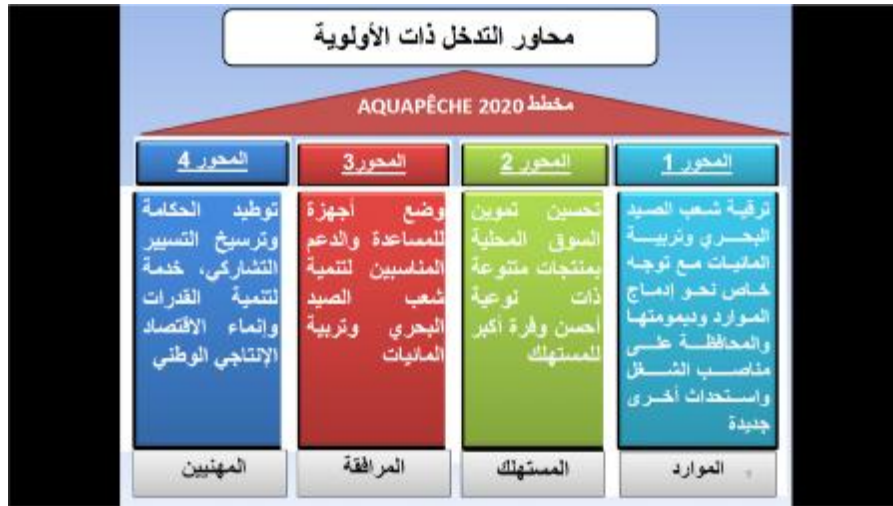 محاور التدخل ذات الأولوية
مخطط AQUAPÊCHE 2020
المحور 1
ترقية شعب الصيد
البحري وتربية
المائيات مع توجه
خاص نحو إدماج
الموارد وديمومتها
والمحافظة على
مناصب الشغل
واستحداث أخرى
جديدة
الموارد
المحور 2
تحسين تموين
السوق المحلية
بمنتجات متنوعة
ذات نوعية
أحسن وفرة أكبر
للمستهلك
المستهلك
المحور3
وضع أجهزة
للمساعدة والدعم
المناسبين لتنمية
شعب الصيد
البحري وتربية
المائيات
المرافقة
المحور 4
توطيد الحكامة
وترسيخ التسيير
التشاركي، خدمة
لتنمية القدرات
وإنماء الاقتصاد
الإنتاجي الوطني
المهنيين